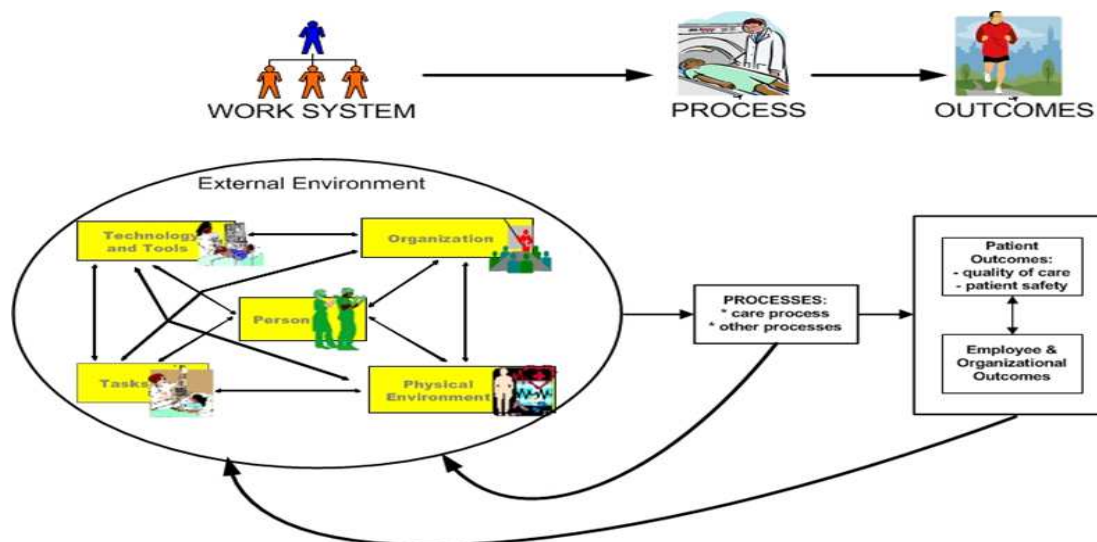 WORK SYSTEM
PROCESS
OUTCOMES
External Environment
Technology
and Tools
Organization
Person
Tasks
Physical
Environment
PROCESSES:
* care process
* other processes
Patient
Outcomes:
- quality of care
- patient safety
Employee &
Organizational
Outcomes